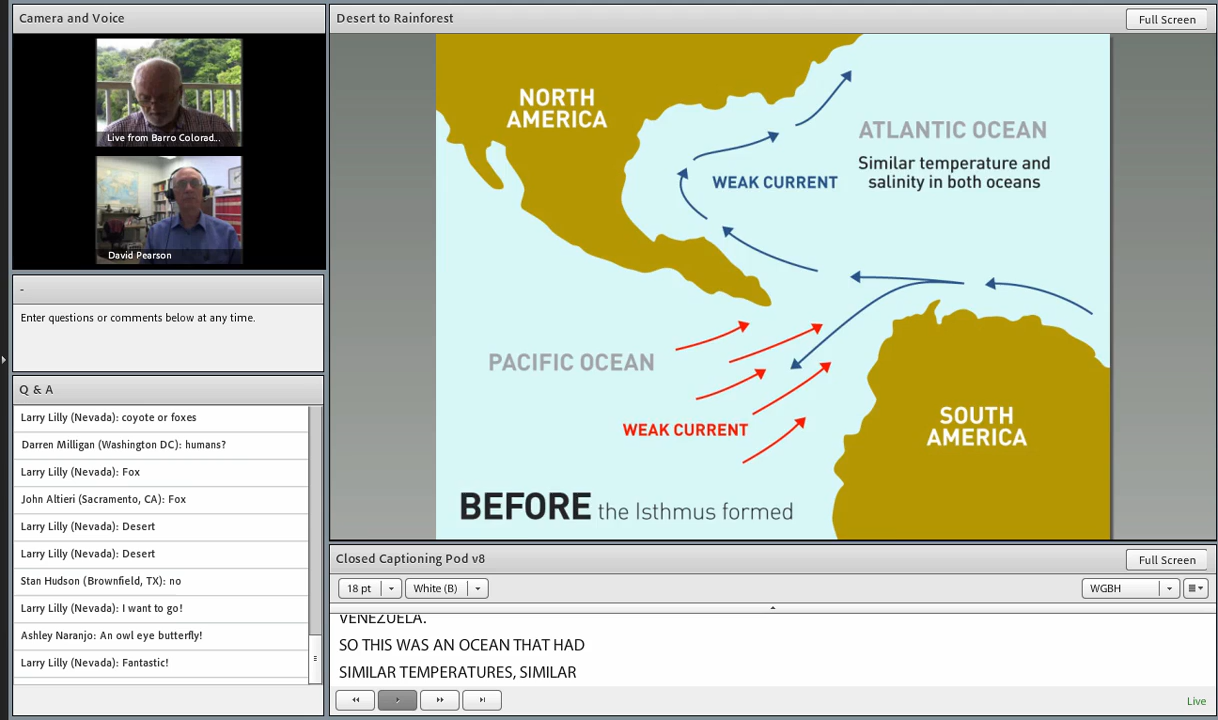 Camera and Voice
Live from Barro Colorad...
David Pearson
-
Enter questions or comments below at any time.
Q & A
Larry Lilly (Nevada): coyote or foxes
Darren Milligan (Washington DC): humans?
Larry Lilly (Nevada): Fox
John Altieri (Sacramento, CA): Fox
Larry Lilly (Nevada): Desert
Larry Lilly (Nevada): Desert
Stan Hudson (Brownfield, TX): no
Larry Lilly (Nevada): I want to go!
Ashley Naranjo: An owl eye butterfly!
Larry Lilly (Nevada): Fantastic!
Desert to Rainforest
Full Screen
NORTH
AMERICA
ATLANTIC OCEAN
Similar temperature and
salinity in both oceans
WEAK CURRENT
PACIFIC OCEAN
WEAK CURRENT
SOUTH
AMERICA
BEFORE the Isthmus formed
Closed Captioning Pod v8
Full Screen
18 pt
White (B)
WGBH
VENEZUELA.
SO THIS WAS AN OCEAN THAT HAD
SIMILAR TEMPERATURES, SIMILAR
Live